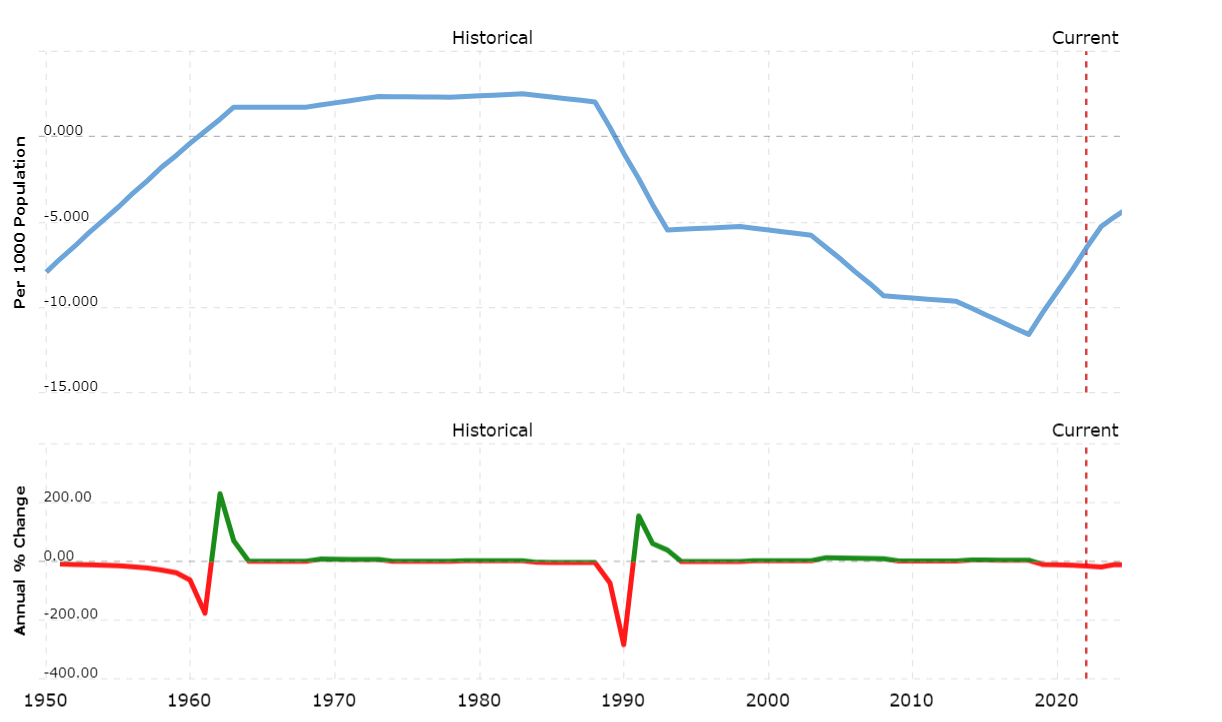 Historical
Current
Per 1000 Population
0.000
-5.000
-10.000
-15.000
Historical
Current
Annual % Change
200.00
0.00
-200.00
-400.00
1950 1960 1970 1980 1990 2000 2010 2020